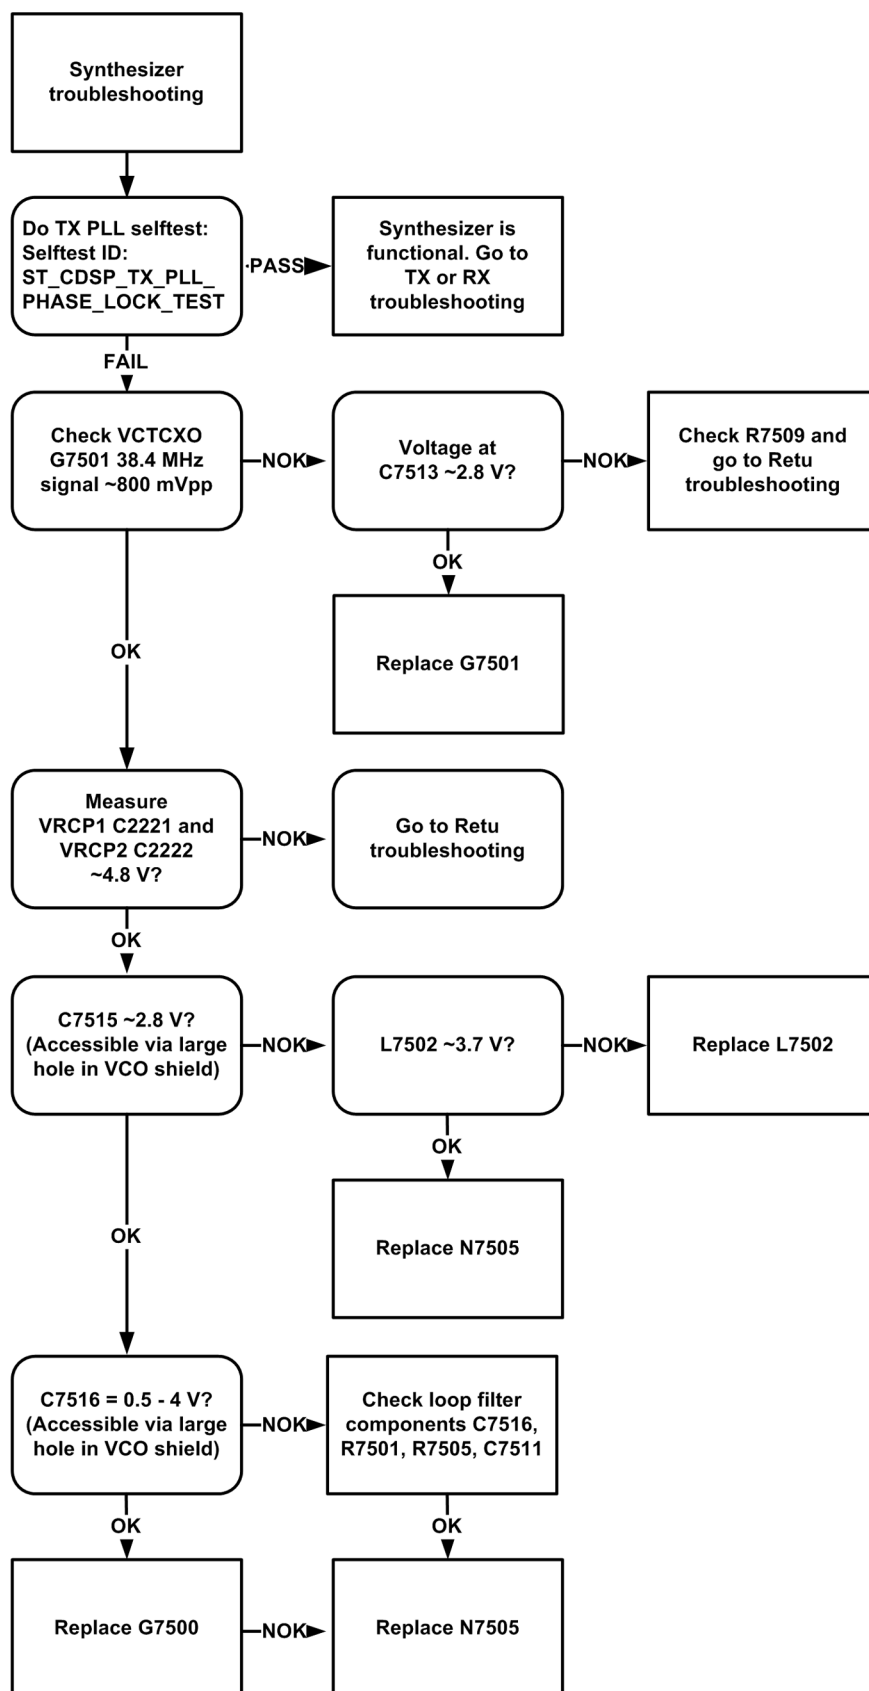 Synthesizer
troubleshooting
Do TX PLL selftest:
Selftest ID:
ST_CDSP_TX_PLL_
PHASE_LOCK_TEST
PASS
Synthesizer is
functional. Go to
TX or RX
troubleshooting
FAIL
Check VCTCXO
G7501 38.4 MHz
signal ~800 mVpp
NOK
Voltage at
C7513 ~2.8 V?
NOK
Check R7509 and
go to Retu
troubleshooting
OK
Replace G7501
OK
Measure
VRCP1 C2221 and
VRCP2 C2222
~4.8 V?
NOK
Go to Retu
troubleshooting
OK
C7515 ~2.8 V?
(Accessible via large
hole in VCO shield)
NOK
L7502 ~3.7 V?
NOK
Replace L7502
OK
Replace N7505
OK
C7516 = 0.5 - 4 V?
(Accessible via large
hole in VCO shield)
NOK
Check loop filter
components C7516,
R7501, R7505, C7511
OK
OK
Replace G7500
NOK
Replace N7505